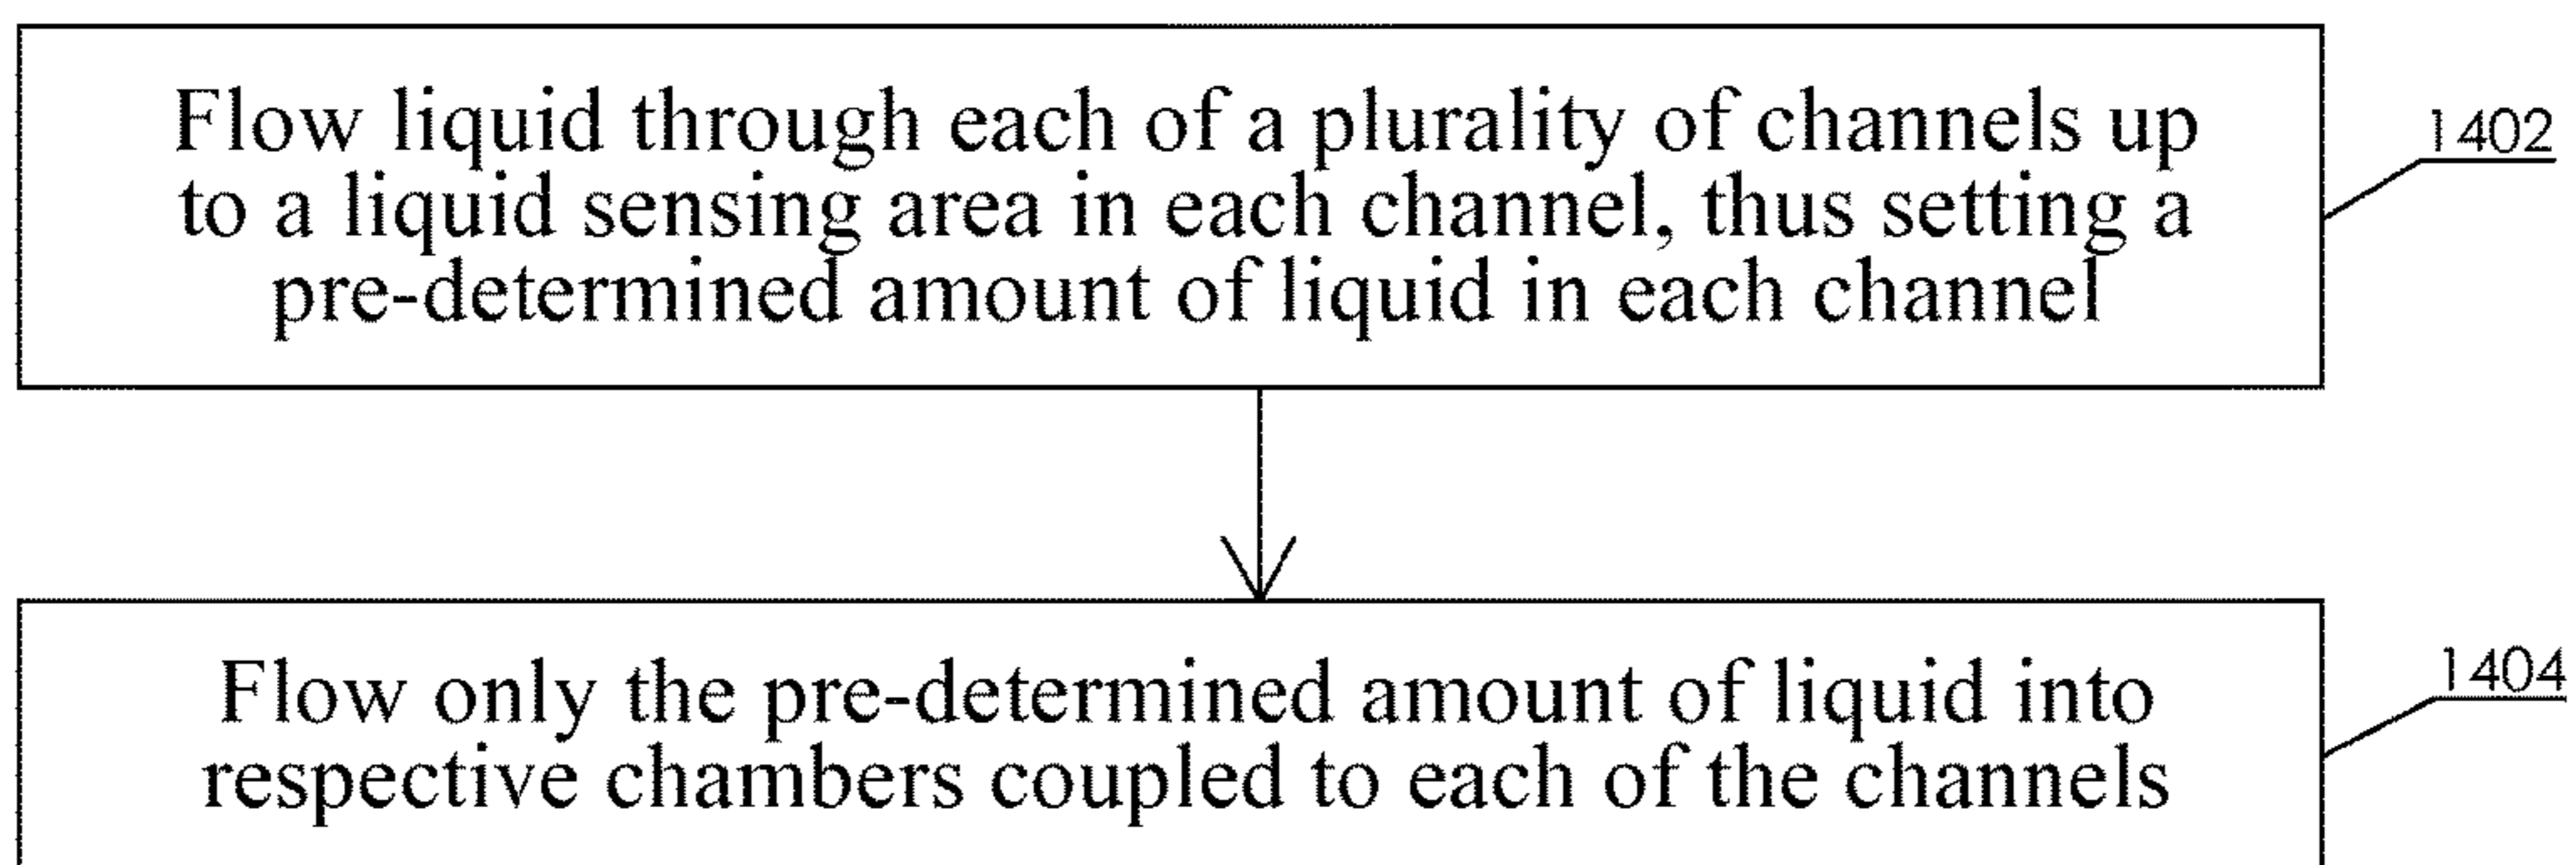 Flow liquid through each of a plurality of channels up
to a liquid sensing area in each channel, thus setting a
pre-determined amount of liquid in each channel
1402
Flow only the pre-determined amount of liquid into
respective chambers coupled to each of the channels
1404